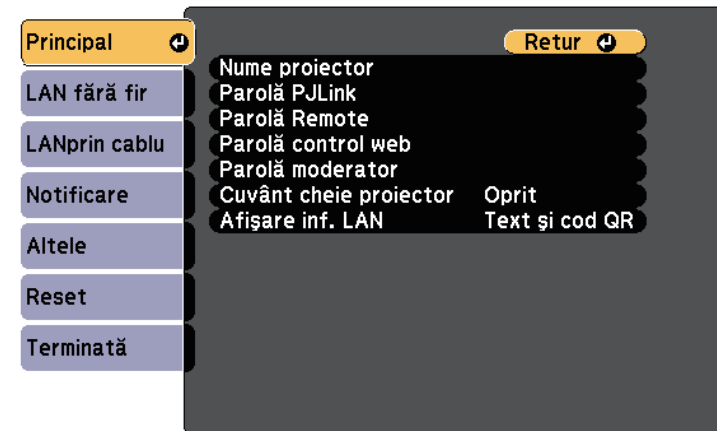 Principal
LAN fără fir
LANprin cablu
Notificare
Altele
Reset
Terminată
Retur
Nume proiector
Parolă PJLink
Parolă Remote
Parolă control web
Parolă moderator
Cuvânt cheie proiector Oprit
Afişare inf. LAN Text şi cod QR